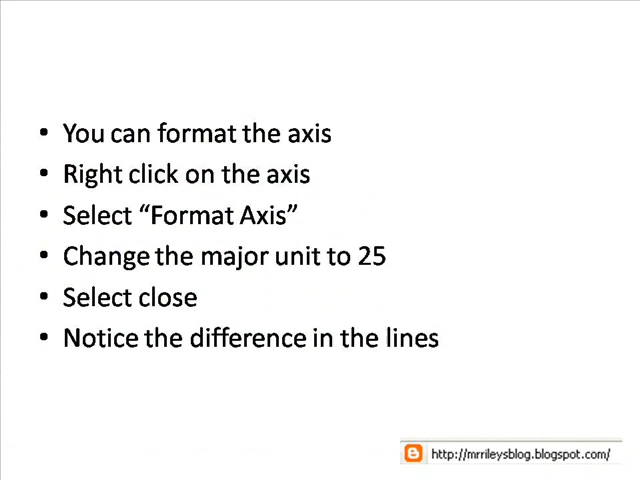 • You can format the axis
• Right click on the axis
• Select “Format Axis”
• Change the major unit to 25
• Select close
• Notice the difference in the lines
http://mrrileysblog.blogspot.com/